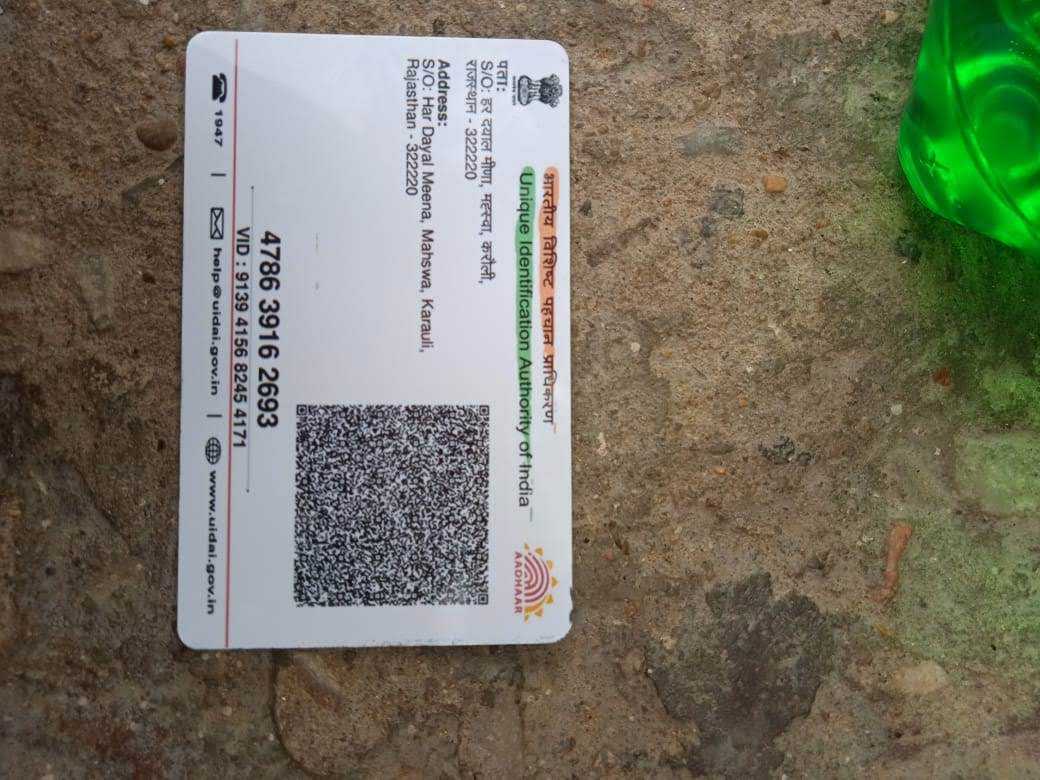 भारतीय विशिष्ट पहचान प्राधिकरण
Unique Identification Authority of India
AADHAAR
पता:
S/O: हर दयाल मीणा, महस्वा, करौली,
राजस्थान - 322220
Address:
S/O: Har Dayal Meena, Mahswa, Karauli,
Rajasthan - 322220
4786 3916 2693
VID : 9139 4156 8245 4171
1947 | help@uidai.gov.in | www.uidai.gov.in